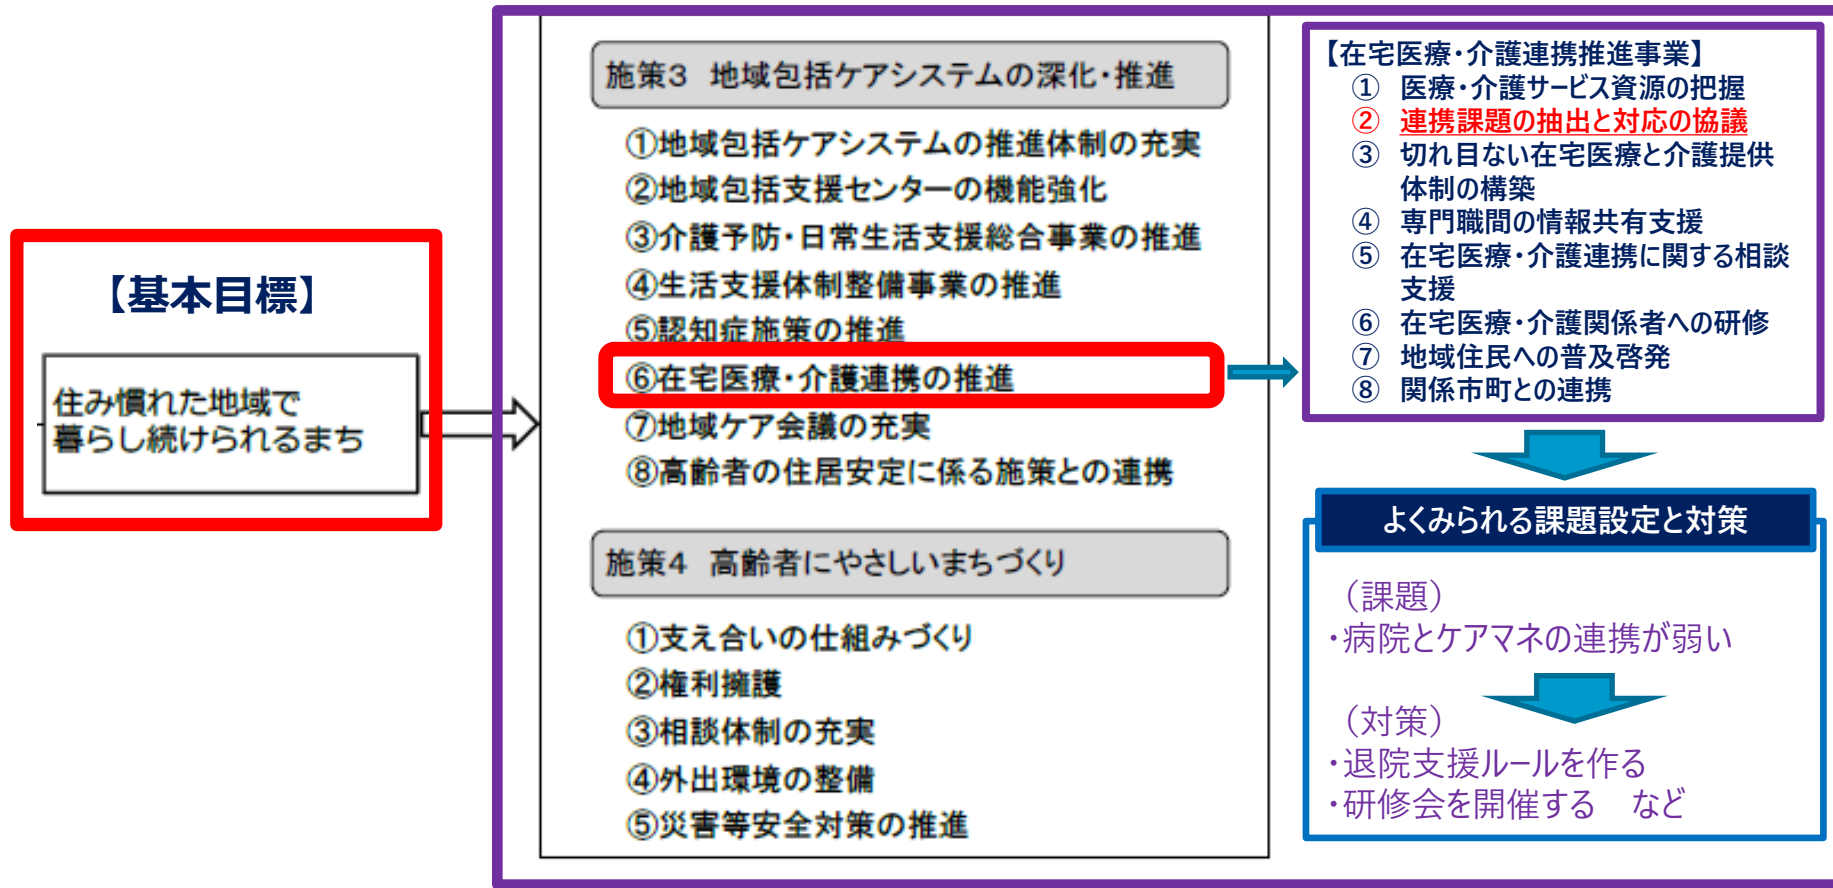 【基本目標】
住み慣れた地域で
暮らし続けられるまち
施策3 地域包括ケアシステムの深化・推進
①地域包括ケアシステムの推進体制の充実
②地域包括支援センターの機能強化
③介護予防・日常生活支援総合事業の推進
④生活支援体制整備事業の推進
⑤認知症施策の推進
⑥在宅医療・介護連携の推進
⑦地域ケア会議の充実
⑧高齢者の住居安定に係る施策との連携
施策4 高齢者にやさしいまちづくり
①支え合いの仕組みづくり
②権利擁護
③相談体制の充実
④外出環境の整備
⑤災害等安全対策の推進
【在宅医療・介護連携推進事業】
① 医療・介護サービス資源の把握
② 連携課題の抽出と対応の協議
③ 切れ目ない在宅医療と介護提供
体制の構築
④ 専門職間の情報共有支援
⑤ 在宅医療・介護連携に関する相談
支援
⑥ 在宅医療・介護関係者への研修
⑦ 地域住民への普及啓発
⑧ 関係市町との連携
よくみられる課題設定と対策
（課題）
・病院とケアマネの連携が弱い
（対策）
・退院支援ルールを作る
・研修会を開催する など